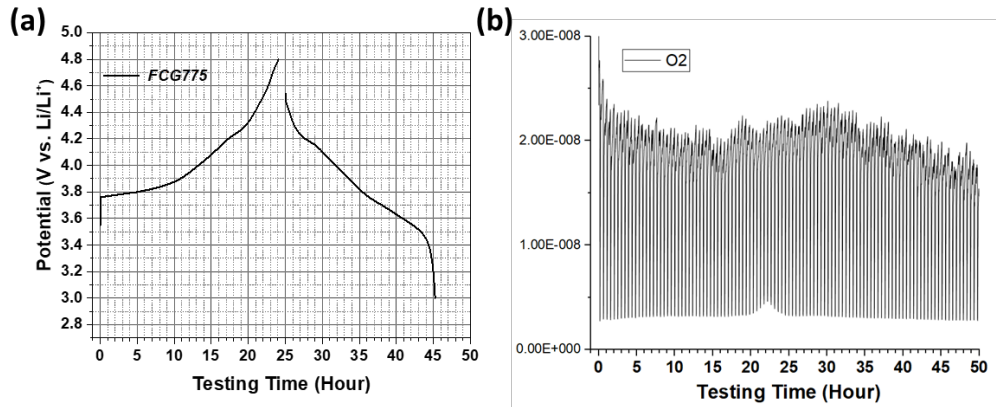 (a)
Potential (V vs. Li/Li⁺)
5.0
4.8
4.6
4.4
4.2
4.0
3.8
3.6
3.4
3.2
3.0
2.8
FCG775
0 5 10 15 20 25 30 35 40 45 50
Testing Time (Hour)
(b)
3.00E-008
2.00E-008
1.00E-008
0.00E+000
O2
0 5 10 15 20 25 30 35 40 45 50
Testing Time (Hour)